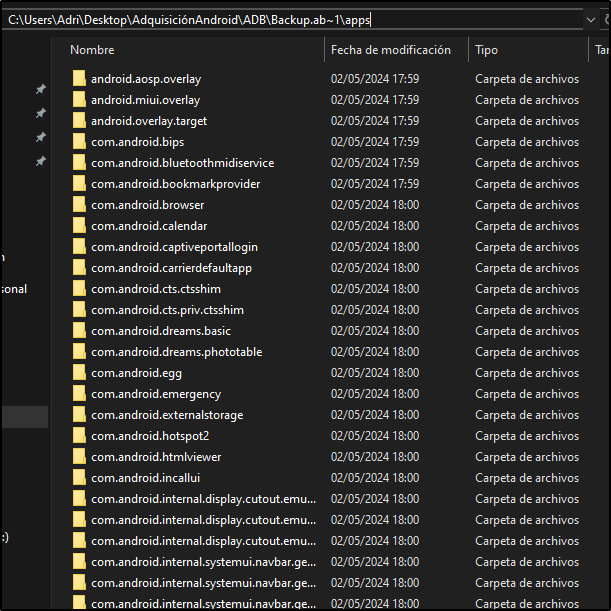 C:\Users\Adri\Desktop\AdquisiciónAndroid\ADB\Backup.ab~1\apps
Nombre Fecha de modificación Tipo Tar
android.aosp.overlay 02/05/2024 17:59 Carpeta de archivos
android.miui.overlay 02/05/2024 17:59 Carpeta de archivos
android.overlay.target 02/05/2024 17:59 Carpeta de archivos
com.android.bips 02/05/2024 17:59 Carpeta de archivos
com.android.bluetoothmidiservice 02/05/2024 17:59 Carpeta de archivos
com.android.bookmarkprovider 02/05/2024 17:59 Carpeta de archivos
com.android.browser 02/05/2024 18:00 Carpeta de archivos
com.android.calendar 02/05/2024 18:00 Carpeta de archivos
n com.android.captiveportallogin 02/05/2024 18:00 Carpeta de archivos
com.android.carrierdefaultapp 02/05/2024 18:00 Carpeta de archivos
sonal com.android.cts.ctsshim 02/05/2024 18:00 Carpeta de archivos
com.android.cts.priv.ctsshim 02/05/2024 18:00 Carpeta de archivos
com.android.dreams.basic 02/05/2024 18:00 Carpeta de archivos
com.android.dreams.phototable 02/05/2024 18:00 Carpeta de archivos
com.android.egg 02/05/2024 18:00 Carpeta de archivos
com.android.emergency 02/05/2024 18:00 Carpeta de archivos
com.android.externalstorage 02/05/2024 18:00 Carpeta de archivos
com.android.hotspot2 02/05/2024 18:00 Carpeta de archivos
com.android.htmlviewer 02/05/2024 18:00 Carpeta de archivos
com.android.incallui 02/05/2024 18:00 Carpeta de archivos
com.android.internal.display.cutout.emu... 02/05/2024 18:00 Carpeta de archivos
com.android.internal.display.cutout.emu... 02/05/2024 18:00 Carpeta de archivos
:) com.android.internal.display.cutout.emu... 02/05/2024 18:00 Carpeta de archivos
com.android.internal.systemui.navbar.ge... 02/05/2024 18:00 Carpeta de archivos
com.android.internal.systemui.navbar.ge... 02/05/2024 18:00 Carpeta de archivos
com.android.internal.systemui.navbar.ge... 02/05/2024 18:00 Carpeta de archivos